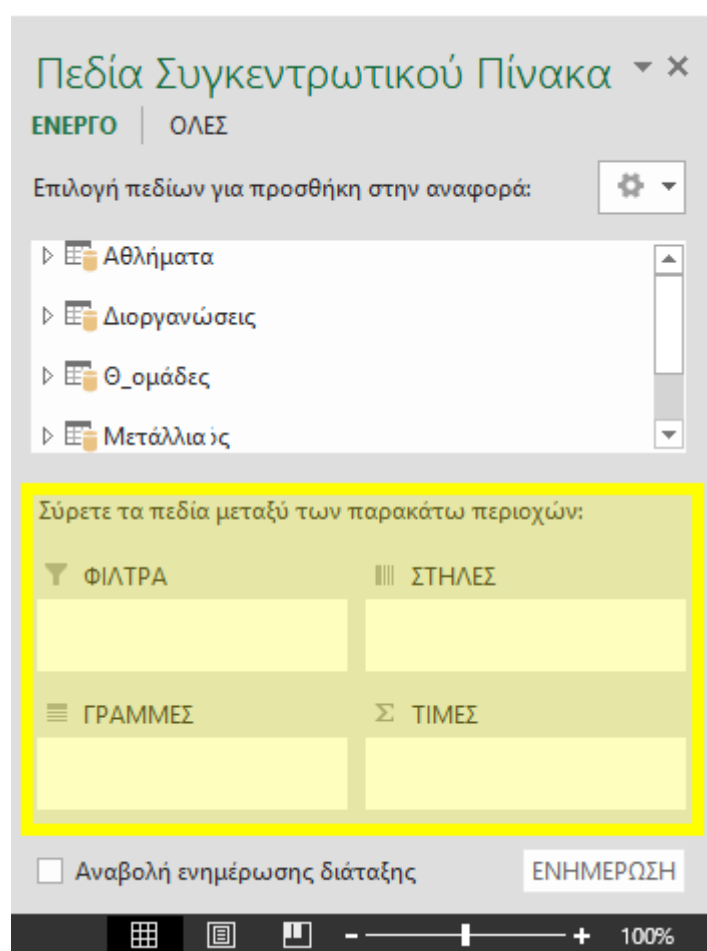 Πεδία Συγκεντρωτικού Πίνακα
ΕΝΕΡΓΟ ΟΛΕΣ
Επιλογή πεδίων για προσθήκη στην αναφορά:
Αθλήματα
Διοργανώσεις
Θ_ομάδες
Μετάλλια
Σύρετε τα πεδία μεταξύ των παρακάτω περιοχών:
ΦΙΛΤΡΑ ΣΤΗΛΕΣ
ΓΡΑΜΜΕΣ Σ ΤΙΜΕΣ
Αναβολή ενημέρωσης διάταξης ΕΝΗΜΕΡΩΣΗ
100%